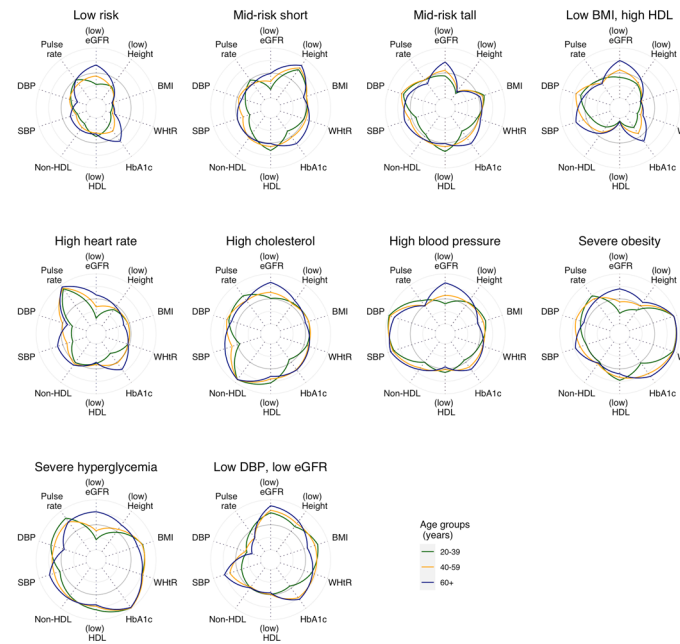 Low risk
(low)
eGFR
Pulse
rate
(low)
Height
DBP
BMI
SBP
WHtR
Non-HDL
HbA1c
(low)
HDL
Mid-risk short
(low)
eGFR
Pulse
rate
(low)
Height
DBP
BMI
SBP
WHtR
Non-HDL
HbA1c
(low)
HDL
Mid-risk tall
(low)
eGFR
Pulse
rate
(low)
Height
DBP
BMI
SBP
WHtR
Non-HDL
HbA1c
(low)
HDL
Low BMI, high HDL
(low)
eGFR
Pulse
rate
(low)
Height
DBP
SBP
Non-HDL
HbA1c
(low)
HDL
High heart rate
(low)
eGFR
Pulse
rate
(low)
Height
DBP
BMI
SBP
WHtR
Non-HDL
HbA1c
(low)
HDL
High cholesterol
(low)
eGFR
Pulse
rate
(low)
Height
DBP
BMI
SBP
WHtR
Non-HDL
HbA1c
(low)
HDL
High blood pressure
(low)
eGFR
Pulse
rate
(low)
Height
DBP
BMI
SBP
WHtR
Non-HDL
HbA1c
(low)
HDL
Severe obesity
(low)
eGFR
Pulse
rate
(low)
Height
DBP
SBP
Non-HDL
HbA1c
(low)
HDL
Severe hyperglycemia
(low)
eGFR
Pulse
rate
(low)
Height
DBP
BMI
SBP
WHtR
Non-HDL
HbA1c
(low)
HDL
Low DBP, low eGFR
(low)
eGFR
Pulse
rate
(low)
Height
DBP
BMI
SBP
WHtR
Non-HDL
HbA1c
(low)
HDL
Age groups
(years)
20-39
40-59
60+